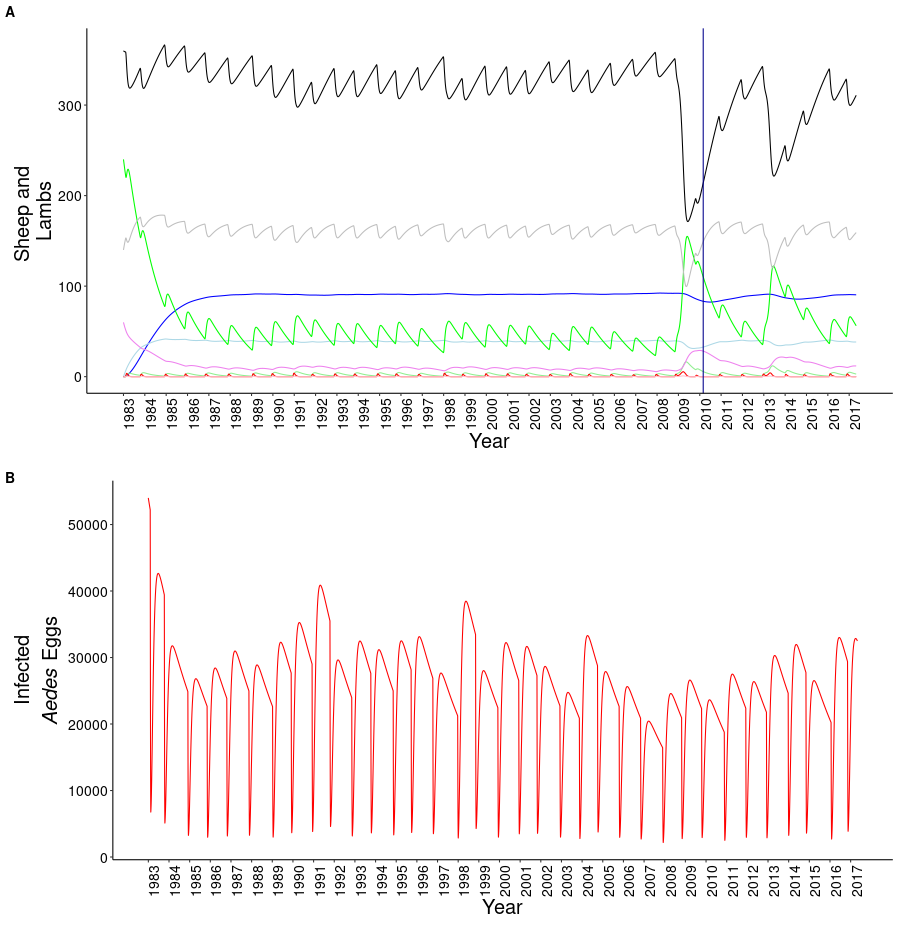 A
Sheep and
Lambs
300
200
100
0
1983 1984 1985 1986 1987 1988 1989 1990 1991 1992 1993 1994 1995 1996 1997 1998 1999 2000 2001 2002 2003 2004 2005 2006 2007 2008 2009 2010 2011 2012 2013 2014 2015 2016 2017
Year
B
Infected
Aedes Eggs
50000
40000
30000
20000
10000
0
1983 1984 1985 1986 1987 1988 1989 1990 1991 1992 1993 1994 1995 1996 1997 1998 1999 2000 2001 2002 2003 2004 2005 2006 2007 2008 2009 2010 2011 2012 2013 2014 2015 2016 2017
Year